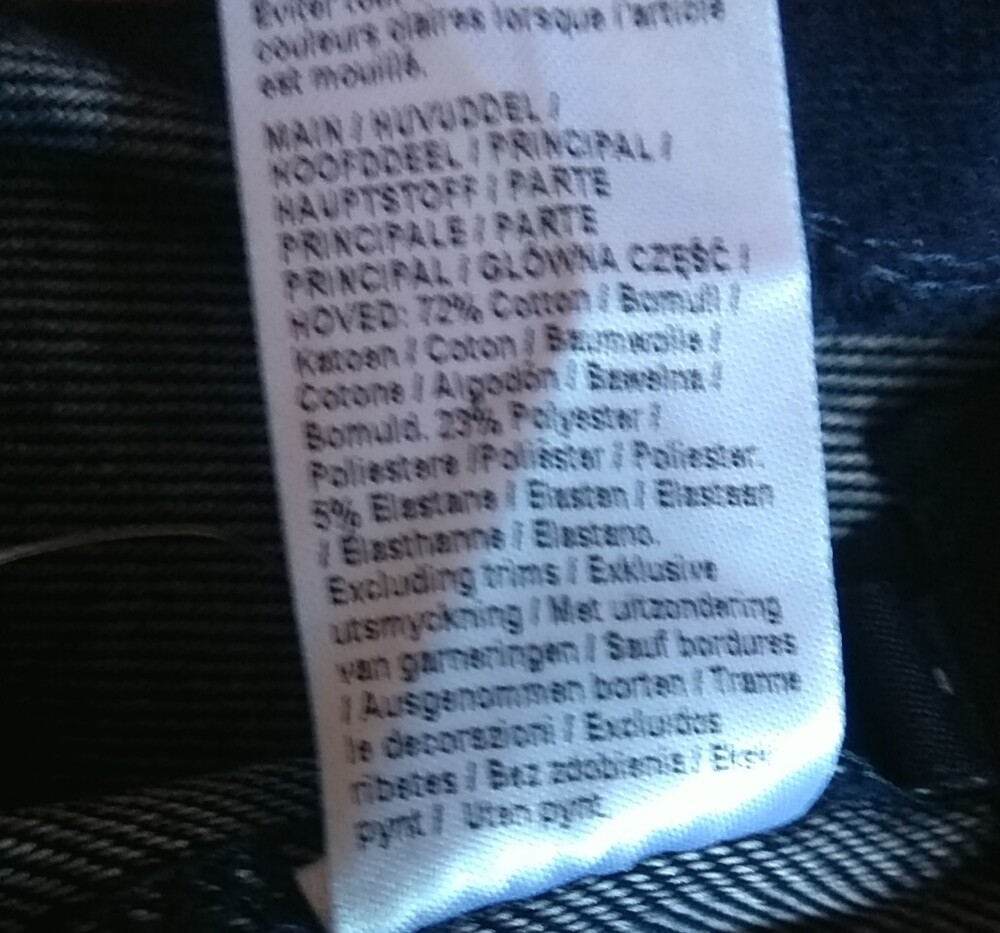 Éviter tout
couleurs claires lorsque l'article
est mouillé.
MAIN / HUVUDDEL /
HOOFDDEEL / PRINCIPAL /
HAUPTSTOFF / PARTE
PRINCIPALE / PARTE
PRINCIPAL / GŁÓWNA CZĘŚĆ /
HOVED: 72% Cotton / Bomull /
Katoen / Coton / Baumwolle /
Cotone / Algodón / Bawełna /
Bomuld. 23% Polyester /
Poliestere /Poliéster / Poliester.
5% Elastane / Elastan / Elastaan
/ Élasthanne / Elastano.
Excluding trims / Exklusive
utsmyckning / Met uitzondering
van garneringen / Sauf bordures
/ Ausgenommen borten / Tranne
le decorazioni / Excluidos
ribetes / Bez zdobienia /
pynt / Uten pynt.